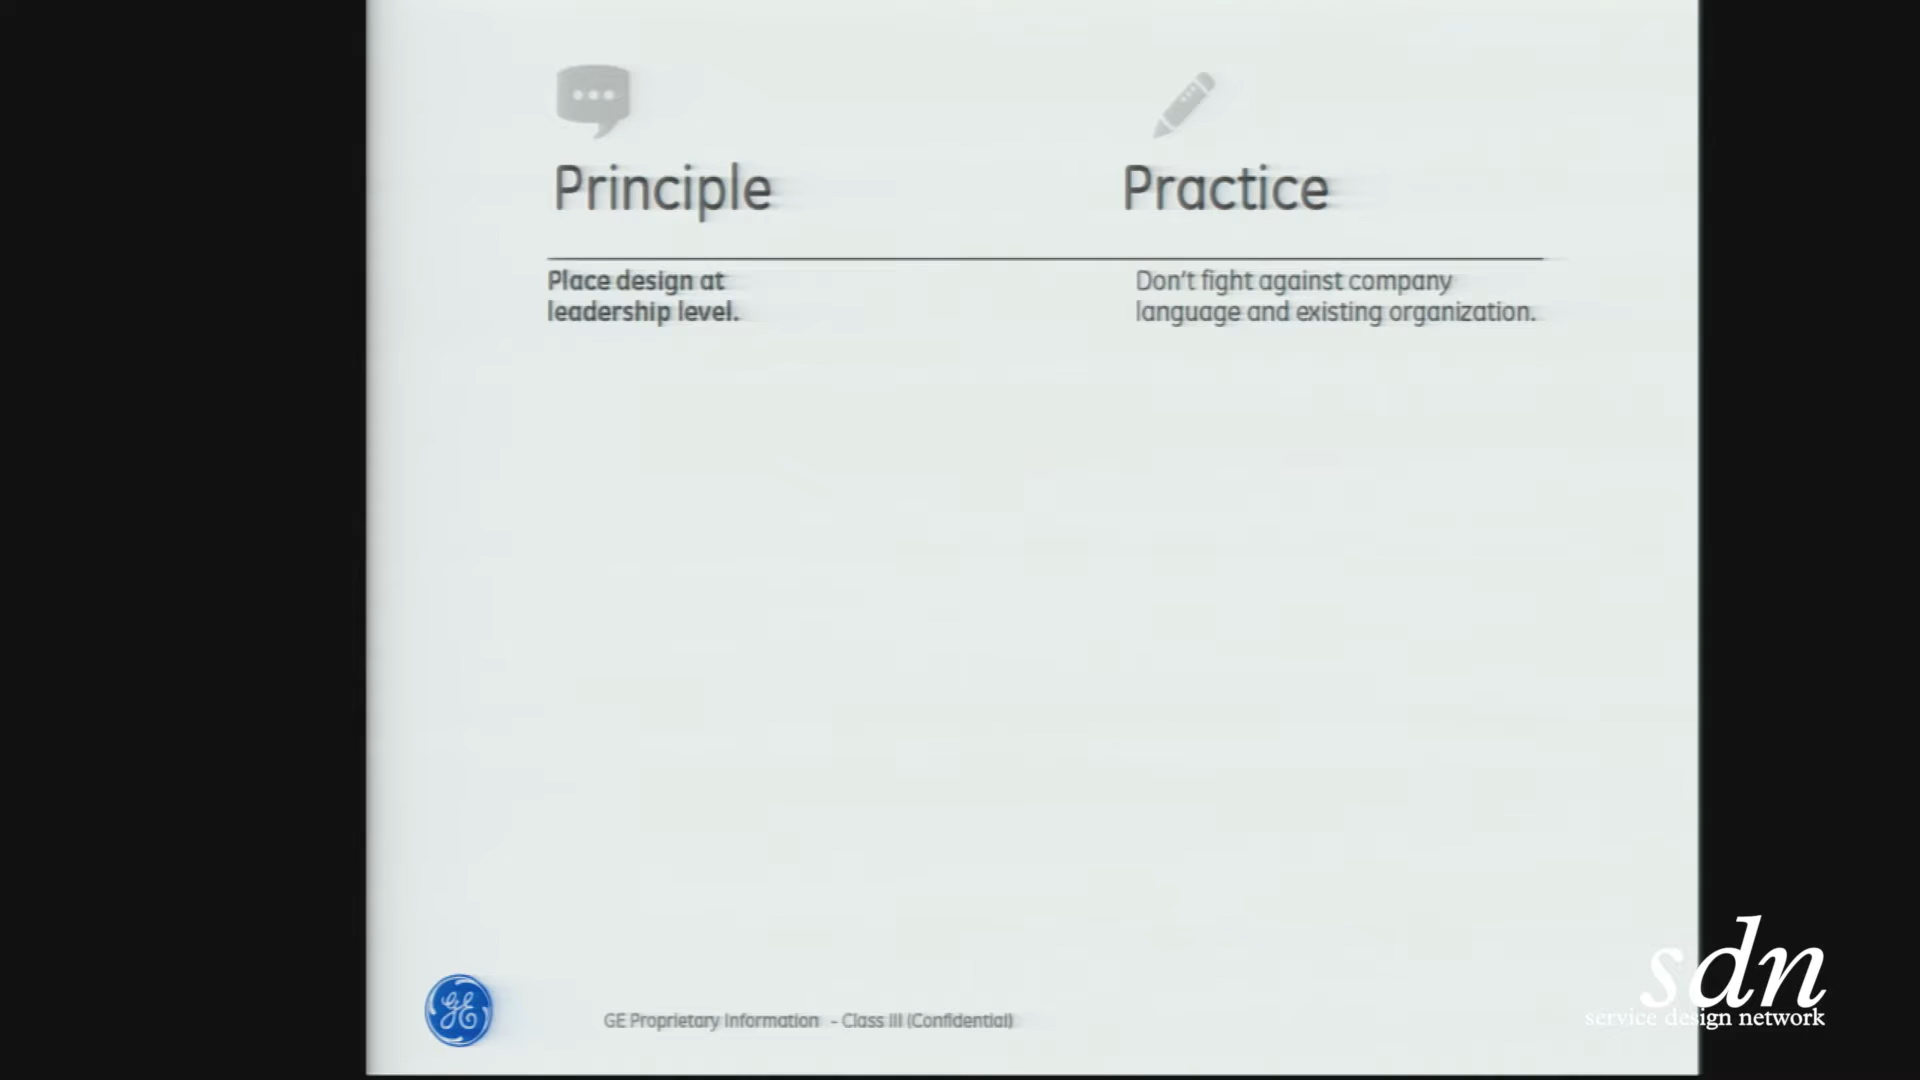 Principle
Practice
Place design at
leadership level.
Don't fight against company
language and existing organization.
GE
GE Proprietary Information - Class III (Confidential)
sdn
service design network